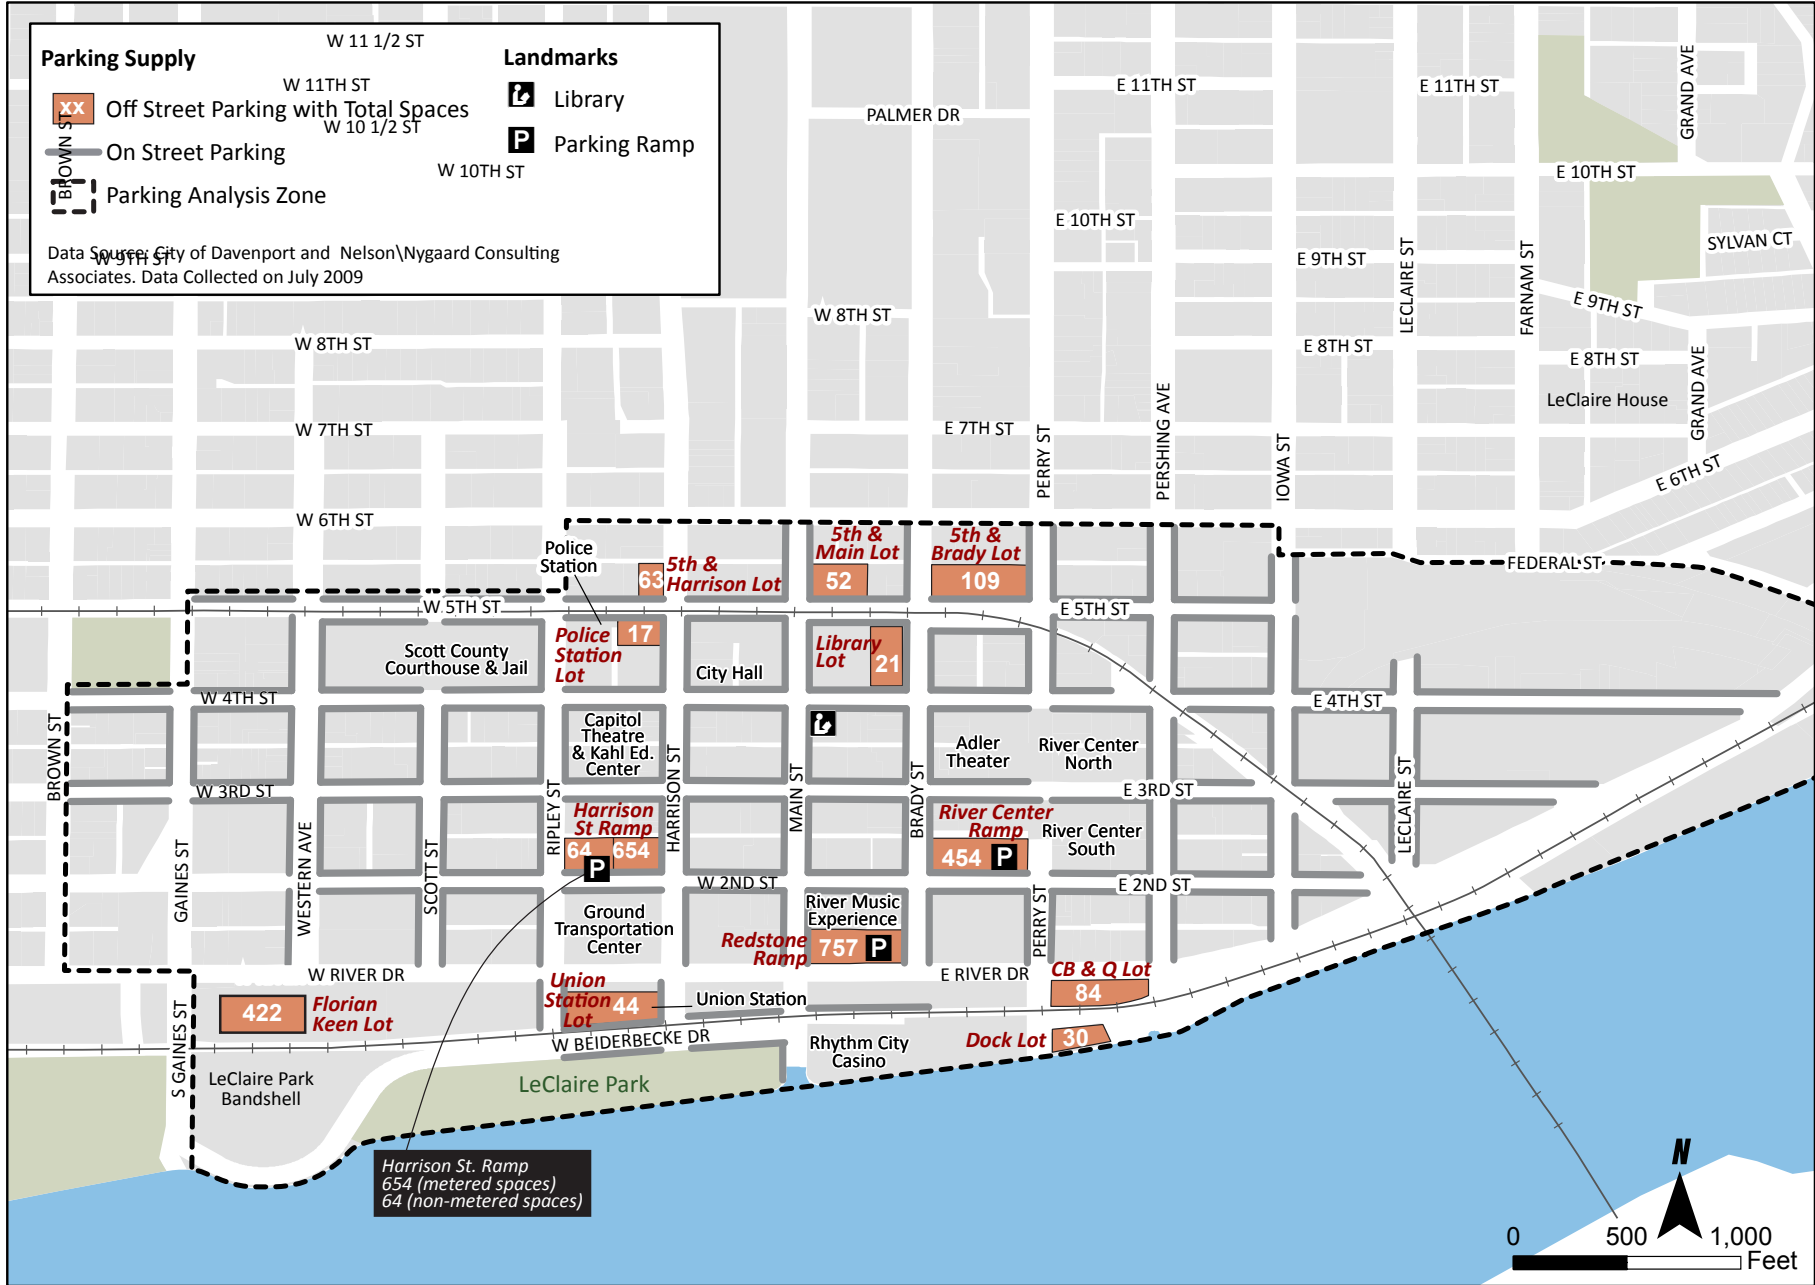 Parking Supply
XX Off Street Parking with Total Spaces
On Street Parking
Parking Analysis Zone
Landmarks
Library
P Parking Ramp
Data Source: City of Davenport and Nelson\Nygaard Consulting
Associates. Data Collected on July 2009
W 11 1/2 ST
W 11TH ST
W 10 1/2 ST
W 10TH ST
BROWN ST
W 9TH ST
PALMER DR
E 11TH ST
E 11TH ST
GRAND AVE
E 10TH ST
E 10TH ST
SYLVAN CT
E 9TH ST
LECLAIRE ST
FARNAM ST
E 9TH ST
W 8TH ST
W 8TH ST
E 8TH ST
E 8TH ST
GRAND AVE
LeClaire House
W 7TH ST
E 7TH ST
PERRY ST
PERSHING AVE
IOWA ST
E 6TH ST
W 6TH ST
Police
Station
5th &
Harrison Lot
63
5th &
Main Lot
52
5th &
Brady Lot
109
FEDERAL ST
W 5TH ST
E 5TH ST
Scott County
Courthouse & Jail
Police
Station
Lot
17
City Hall
Library
Lot
21
W 4TH ST
E 4TH ST
BROWN ST
Capitol
Theatre
& Kahl Ed.
Center
HARRISON ST
MAIN ST
BRADY ST
Adler
Theater
River Center
North
W 3RD ST
E 3RD ST
LECLAIRE ST
GAINES ST
WESTERN AVE
SCOTT ST
RIPLEY ST
Harrison
St Ramp
64
654
P
River Center
Ramp
454
P
River Center
South
W 2ND ST
E 2ND ST
Ground
Transportation
Center
River Music
Experience
Redstone
Ramp
757
P
PERRY ST
W RIVER DR
E RIVER DR
422
Florian
Keen Lot
Union
Station
Lot
44
Union Station
CB & Q Lot
84
W BEIDERBECKE DR
Rhythm City
Casino
Dock Lot
30
S GAINES ST
LeClaire Park
Bandshell
LeClaire Park
Harrison St. Ramp
654 (metered spaces)
64 (non-metered spaces)
N
0 500 1,000
Feet